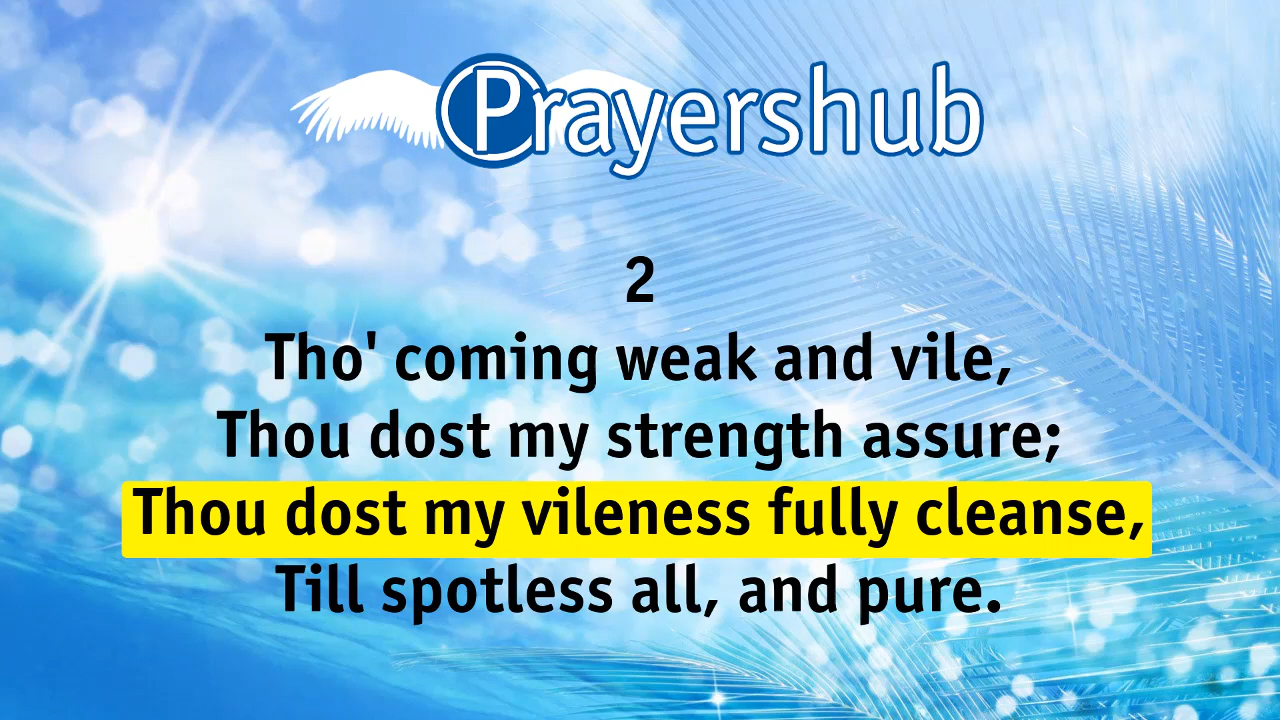 Prayershub
2
Tho' coming weak and vile,
Thou dost my strength assure;
Thou dost my vileness fully cleanse,
Till spotless all, and pure.